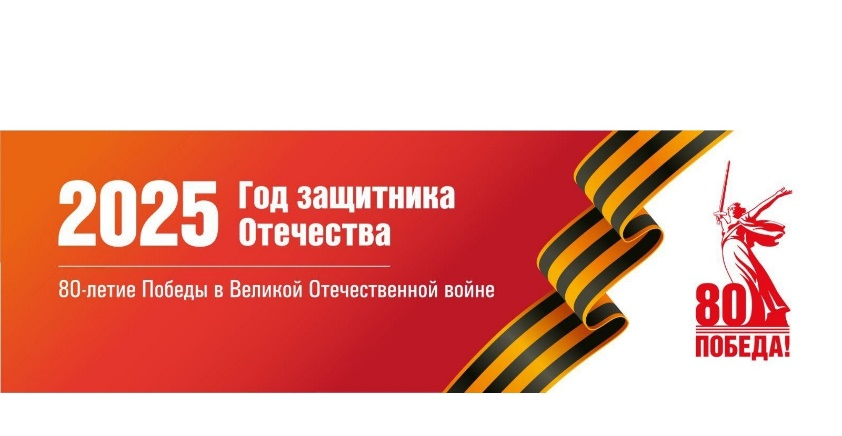 2025
Год защитника
Отечества
80-летие Победы в Великой Отечественной войне
80
ПОБЕДА!